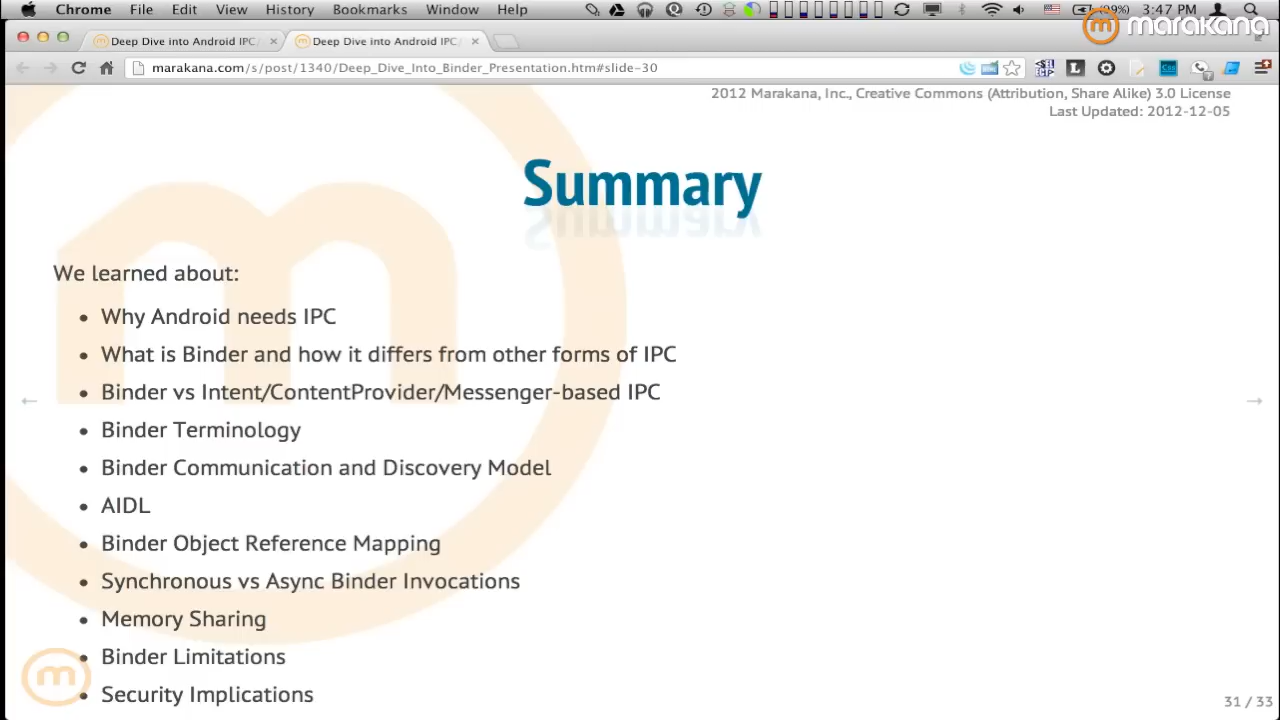 Chrome File Edit View History Bookmarks Window Help
(99%) 3:47 PM
marakana
Deep Dive into Android IPC/ × Deep Dive into Android IPC/ ×
marakana.com/s/post/1340/Deep_Dive_Into_Binder_Presentation.htm#slide-30
2012 Marakana, Inc., Creative Commons (Attribution, Share Alike) 3.0 License
Last Updated: 2012-12-05
Summary
We learned about:
• Why Android needs IPC
• What is Binder and how it differs from other forms of IPC
• Binder vs Intent/ContentProvider/Messenger-based IPC
• Binder Terminology
• Binder Communication and Discovery Model
• AIDL
• Binder Object Reference Mapping
• Synchronous vs Async Binder Invocations
• Memory Sharing
• Binder Limitations
• Security Implications
31 / 33